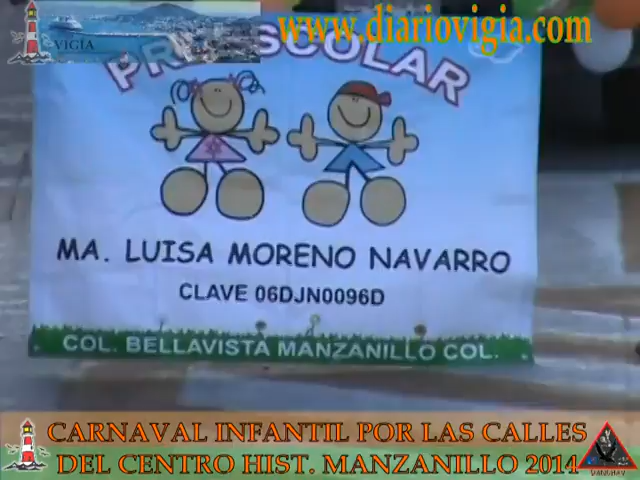 www.diariovigia.com
VIGIA
PREESCOLAR
MA. LUISA MORENO NAVARRO
CLAVE 06DJN0096D
COL. BELLAVISTA MANZANILLO COL.
CARNAVAL INFANTIL POR LAS CALLES
DEL CENTRO HIST. MANZANILLO 2014